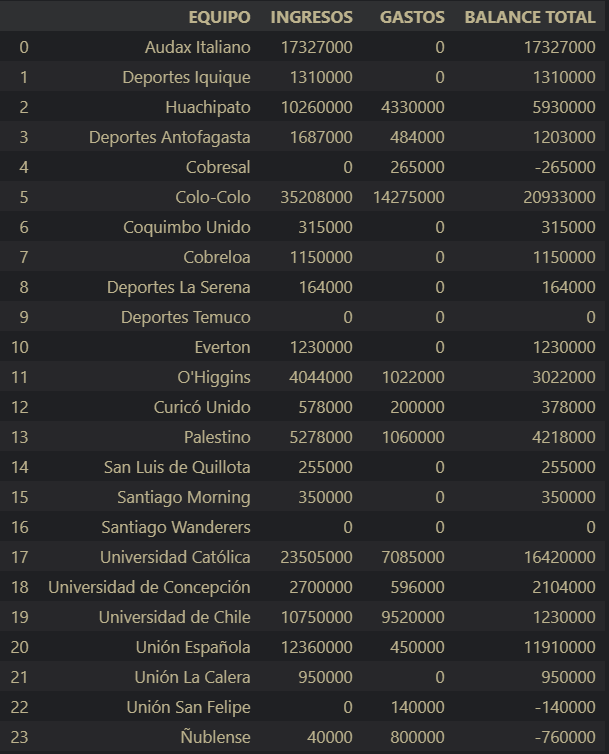 EQUIPO INGRESOS GASTOS BALANCE TOTAL
0 Audax Italiano 17327000 0 17327000
1 Deportes Iquique 1310000 0 1310000
2 Huachipato 10260000 4330000 5930000
3 Deportes Antofagasta 1687000 484000 1203000
4 Cobresal 0 265000 -265000
5 Colo-Colo 35208000 14275000 20933000
6 Coquimbo Unido 315000 0 315000
7 Cobreloa 1150000 0 1150000
8 Deportes La Serena 164000 0 164000
9 Deportes Temuco 0 0 0
10 Everton 1230000 0 1230000
11 O'Higgins 4044000 1022000 3022000
12 Curicó Unido 578000 200000 378000
13 Palestino 5278000 1060000 4218000
14 San Luis de Quillota 255000 0 255000
15 Santiago Morning 350000 0 350000
16 Santiago Wanderers 0 0 0
17 Universidad Católica 23505000 7085000 16420000
18 Universidad de Concepción 2700000 596000 2104000
19 Universidad de Chile 10750000 9520000 1230000
20 Unión Española 12360000 450000 11910000
21 Unión La Calera 950000 0 950000
22 Unión San Felipe 0 140000 -140000
23 Ñublense 40000 800000 -760000